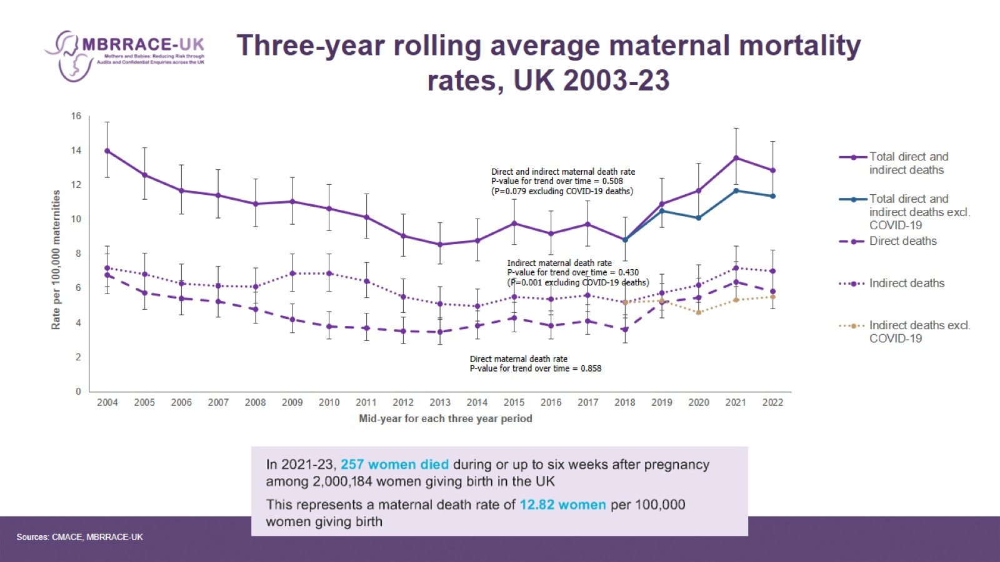 MBRRACE-UK
Mothers and Babies: Reducing Risk through
Audits and Confidential Enquiries across the UK
Three-year rolling average maternal mortality
rates, UK 2003-23
Rate per 100,000 maternities
16
14
12
10
8
6
4
2
0
Direct and indirect maternal death rate
P-value for trend over time = 0.508
(P=0.079 excluding COVID-19 deaths)
Indirect maternal death rate
P-value for trend over time = 0.430
(P=0.001 excluding COVID-19 deaths)
Direct maternal death rate
P-value for trend over time = 0.858
2004 2005 2006 2007 2008 2009 2010 2011 2012 2013 2014 2015 2016 2017 2018 2019 2020 2021 2022
Mid-year for each three year period
Total direct and
indirect deaths
Total direct and
indirect deaths excl.
COVID-19
Direct deaths
Indirect deaths
Indirect deaths excl.
COVID-19
In 2021-23, 257 women died during or up to six weeks after pregnancy
among 2,000,184 women giving birth in the UK
This represents a maternal death rate of 12.82 women per 100,000
women giving birth
Sources: CMACE, MBRRACE-UK